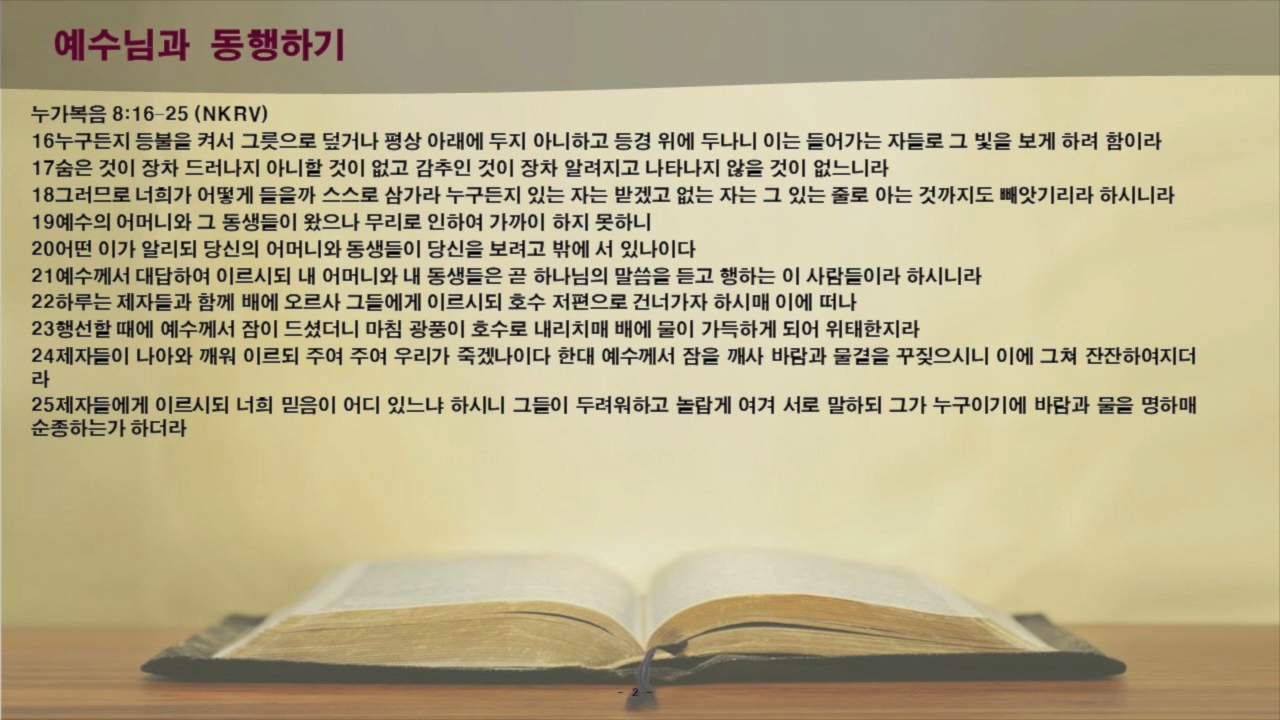 예수님과 동행하기
누가복음 8:16-25 (NKRV)
16누구든지 등불을 켜서 그릇으로 덮거나 평상 아래에 두지 아니하고 등경 위에 두나니 이는 들어가는 자들로 그 빛을 보게 하려 함이라
17숨은 것이 장차 드러나지 아니할 것이 없고 감추인 것이 장차 알려지고 나타나지 않을 것이 없느니라
18그러므로 너희가 어떻게 들을까 스스로 삼가라 누구든지 있는 자는 받겠고 없는 자는 그 있는 줄로 아는 것까지도 빼앗기리라 하시니라
19예수의 어머니와 그 동생들이 왔으나 무리로 인하여 가까이 하지 못하니
20어떤 이가 알리되 당신의 어머니와 동생들이 당신을 보려고 밖에 서 있나이다
21예수께서 대답하여 이르시되 내 어머니와 내 동생들은 곧 하나님의 말씀을 듣고 행하는 이 사람들이라 하시니라
22하루는 제자들과 함께 배에 오르사 그들에게 이르시되 호수 저편으로 건너가자 하시매 이에 떠나
23행선할 때에 예수께서 잠이 드셨더니 마침 광풍이 호수로 내리치매 배에 물이 가득하게 되어 위태한지라
24제자들이 나아와 깨워 이르되 주여 주여 우리가 죽겠나이다 한대 예수께서 잠을 깨사 바람과 물결을 꾸짖으시니 이에 그쳐 잔잔하여지더
라
25제자들에게 이르시되 너희 믿음이 어디 있느냐 하시니 그들이 두려워하고 놀랍게 여겨 서로 말하되 그가 누구이기에 바람과 물을 명하매
순종하는가 하더라
- 2 -